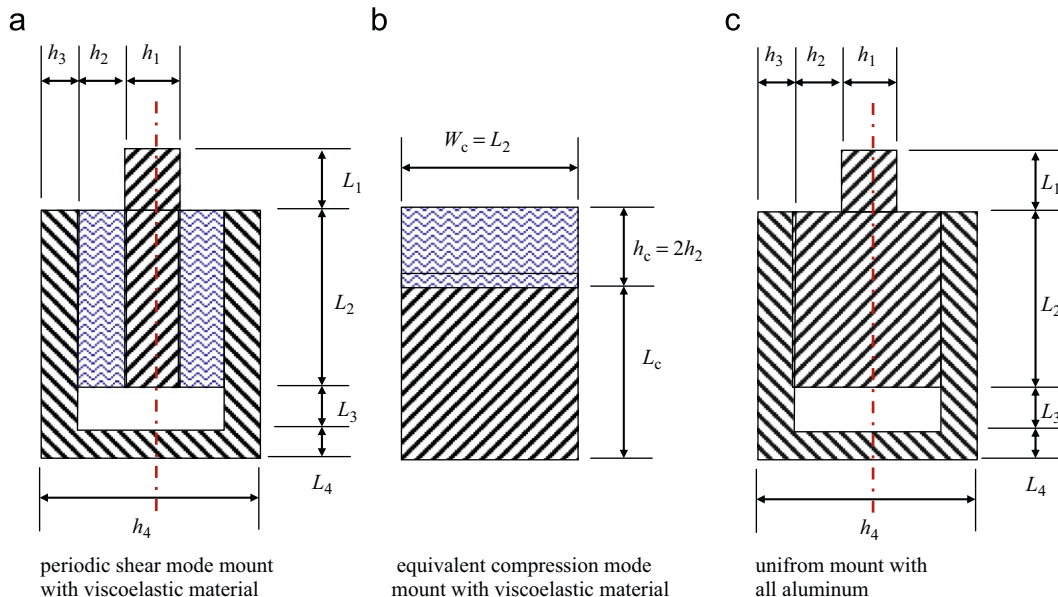 a
b
c
h3
h2
h1
h3
h2
h1
Wc = L2
L1
L1
hc = 2h2
L2
L2
Lc
L3
L3
L4
L4
h4
h4
periodic shear mode mount
with viscoelastic material
equivalent compression mode
mount with viscoelastic material
unifrom mount with
all aluminum